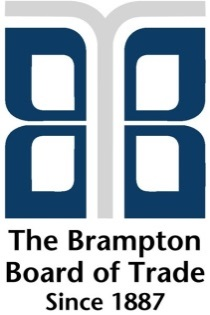 The Brampton
Board of Trade
Since 1887